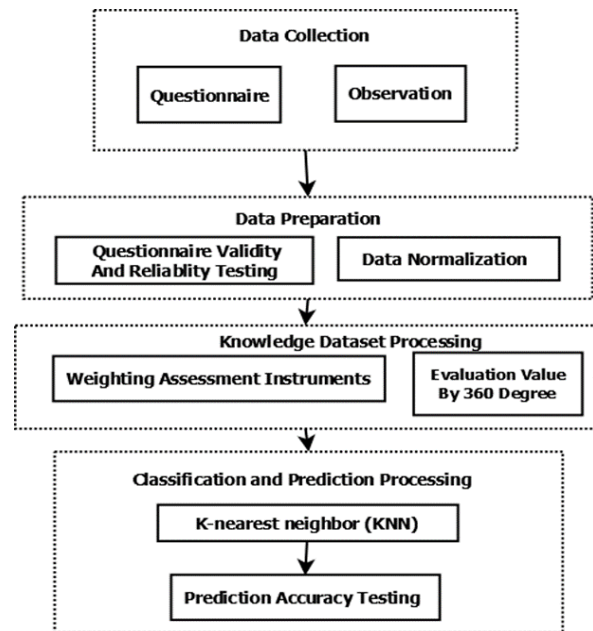 Data Collection
Questionnaire
Observation
Data Preparation
Questionnaire Validity
And Reliablity Testing
Data Normalization
Knowledge Dataset Processing
Weighting Assessment Instruments
Evaluation Value
By 360 Degree
Classification and Prediction Processing
K-nearest neighbor (KNN)
Prediction Accuracy Testing